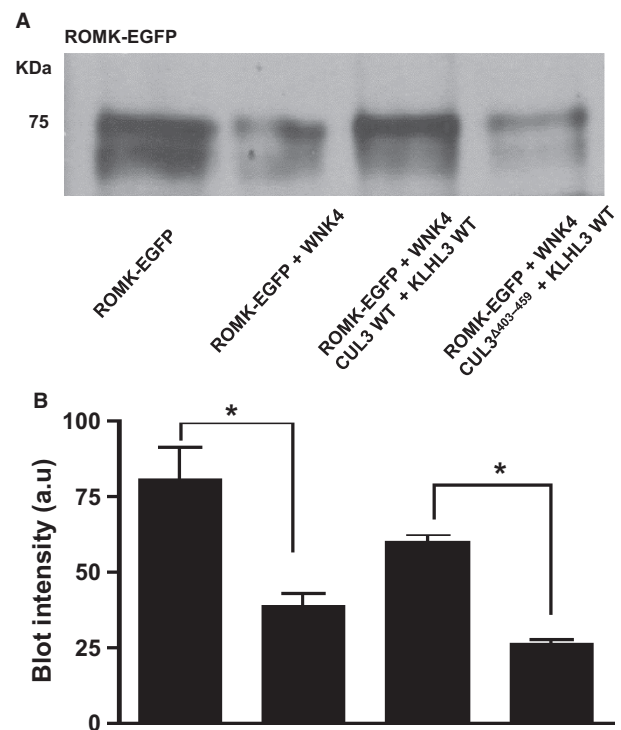 A
ROMK-EGFP
KDa
75
ROMK-EGFP
ROMK-EGFP + WNK4
ROMK-EGFP + WNK4
CUL3 WT + KLHL3 WT
ROMK-EGFP + WNK4
CUL3Δ403–459 + KLHL3 WT
B
Blot intensity (a.u)
100
75
50
25
0
*
*